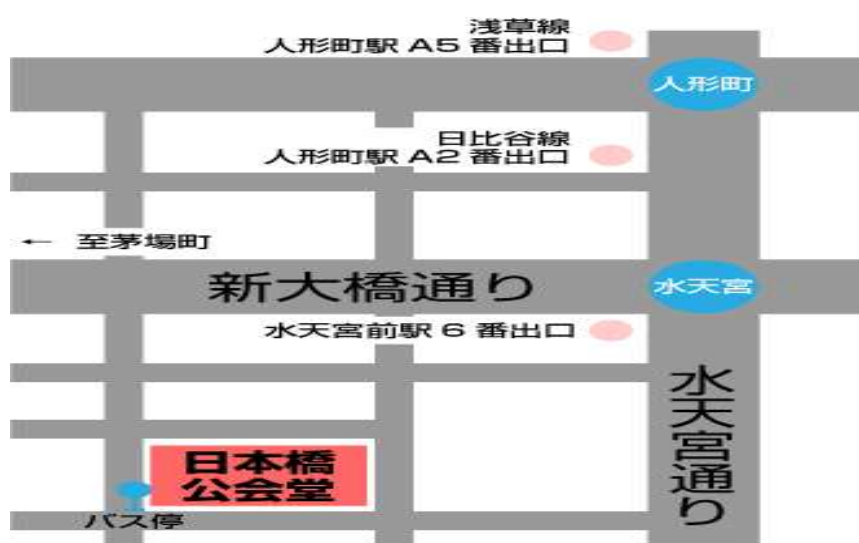 浅草線
人形町駅 A5 番出口
人形町
日比谷線
人形町駅 A2 番出口
← 至茅場町
新大橋通り
水天宮
水天宮前駅 6 番出口
水天宮通り
日本橋
公会堂
バス停